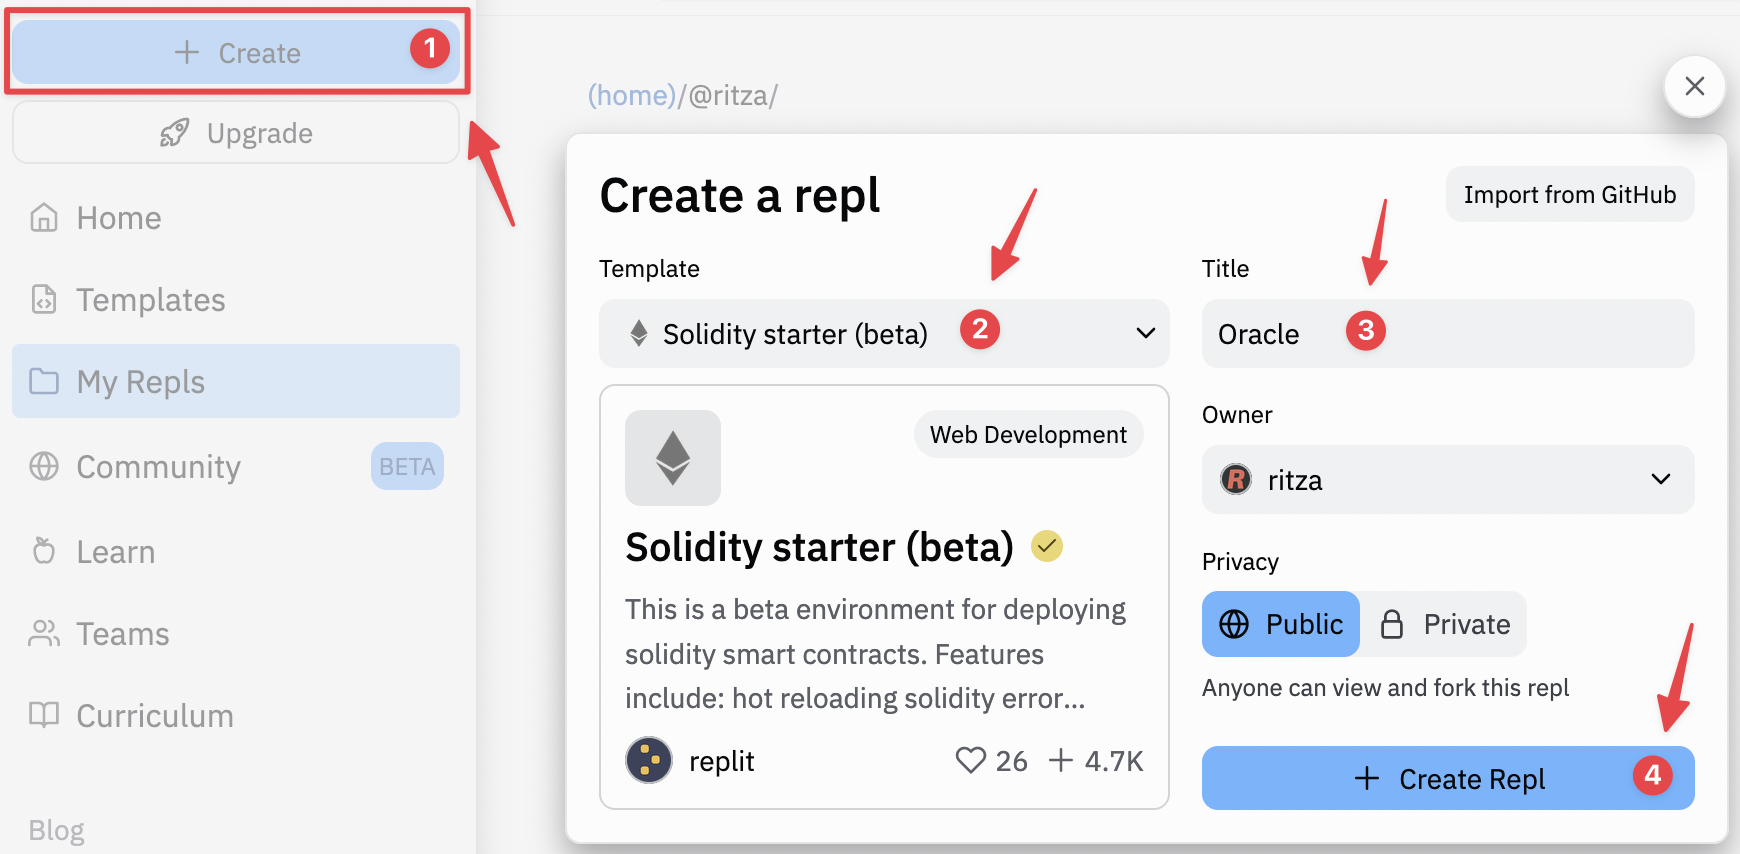 Create 1
Upgrade
Home
Templates
My Repls
Community BETA
Learn
Teams
Curriculum
Blog
(home)/@ritza/
Create a repl
Import from GitHub
Template
Solidity starter (beta) 2
Web Development
Solidity starter (beta)
This is a beta environment for deploying
solidity smart contracts. Features
include: hot reloading solidity error...
replit 26 4.7K
Title
Oracle 3
Owner
R ritza
Privacy
Public Private
Anyone can view and fork this repl
Create Repl 4